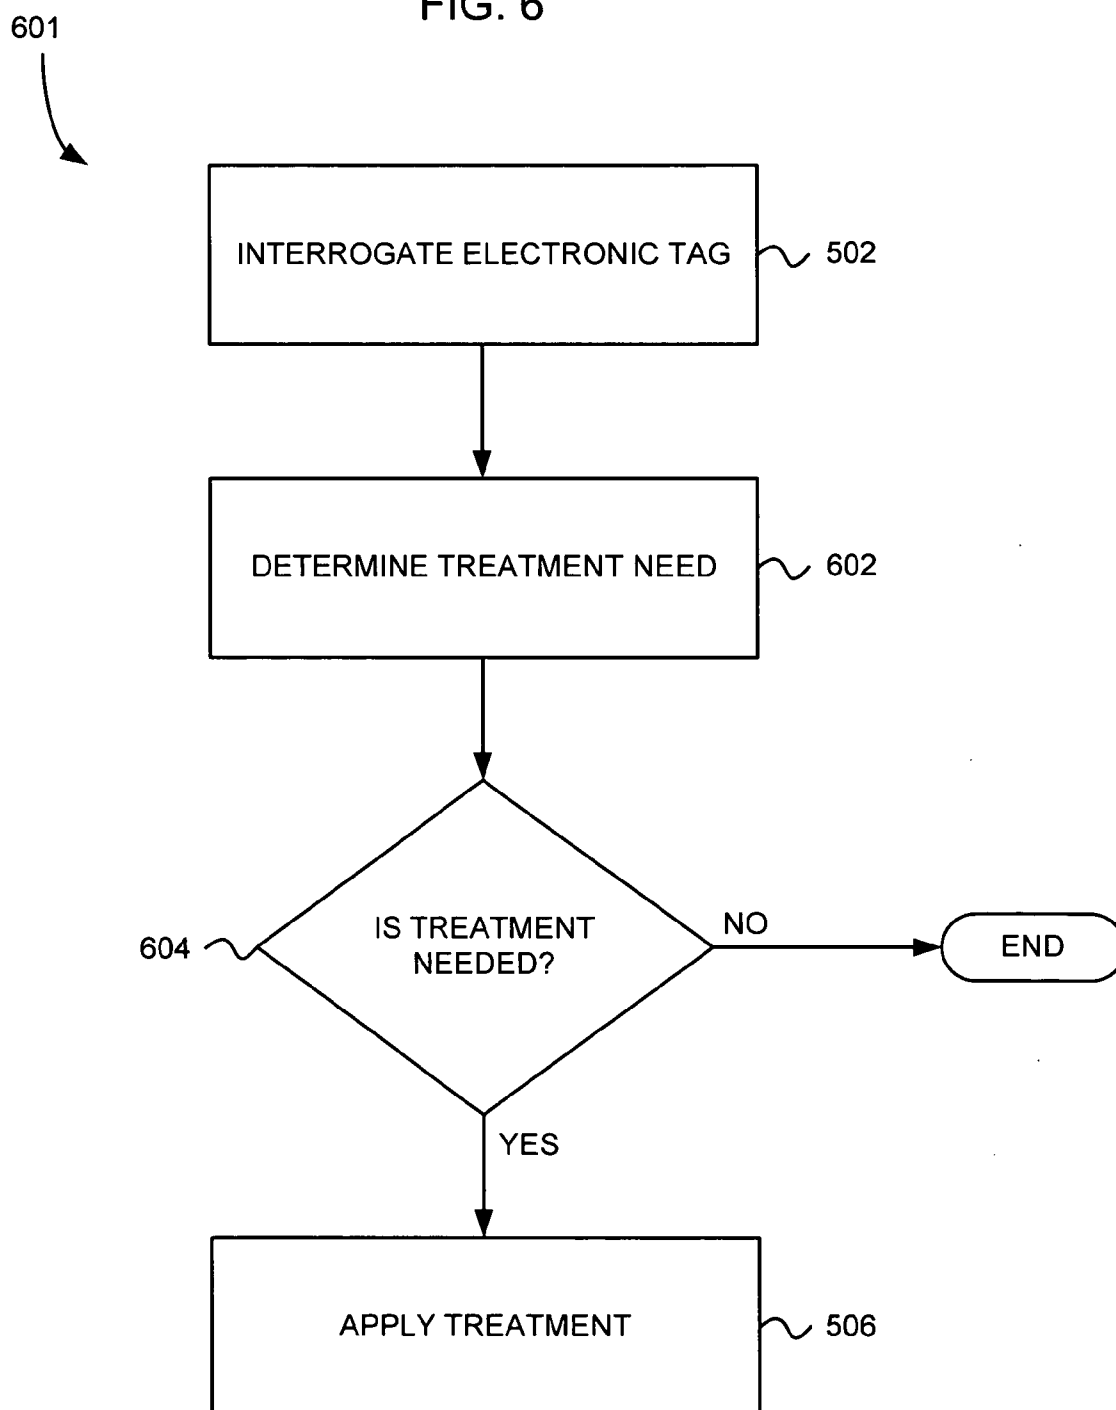 FIG. 6
601
INTERROGATE ELECTRONIC TAG
502
DETERMINE TREATMENT NEED
602
IS TREATMENT
NEEDED?
604
NO
END
YES
APPLY TREATMENT
506